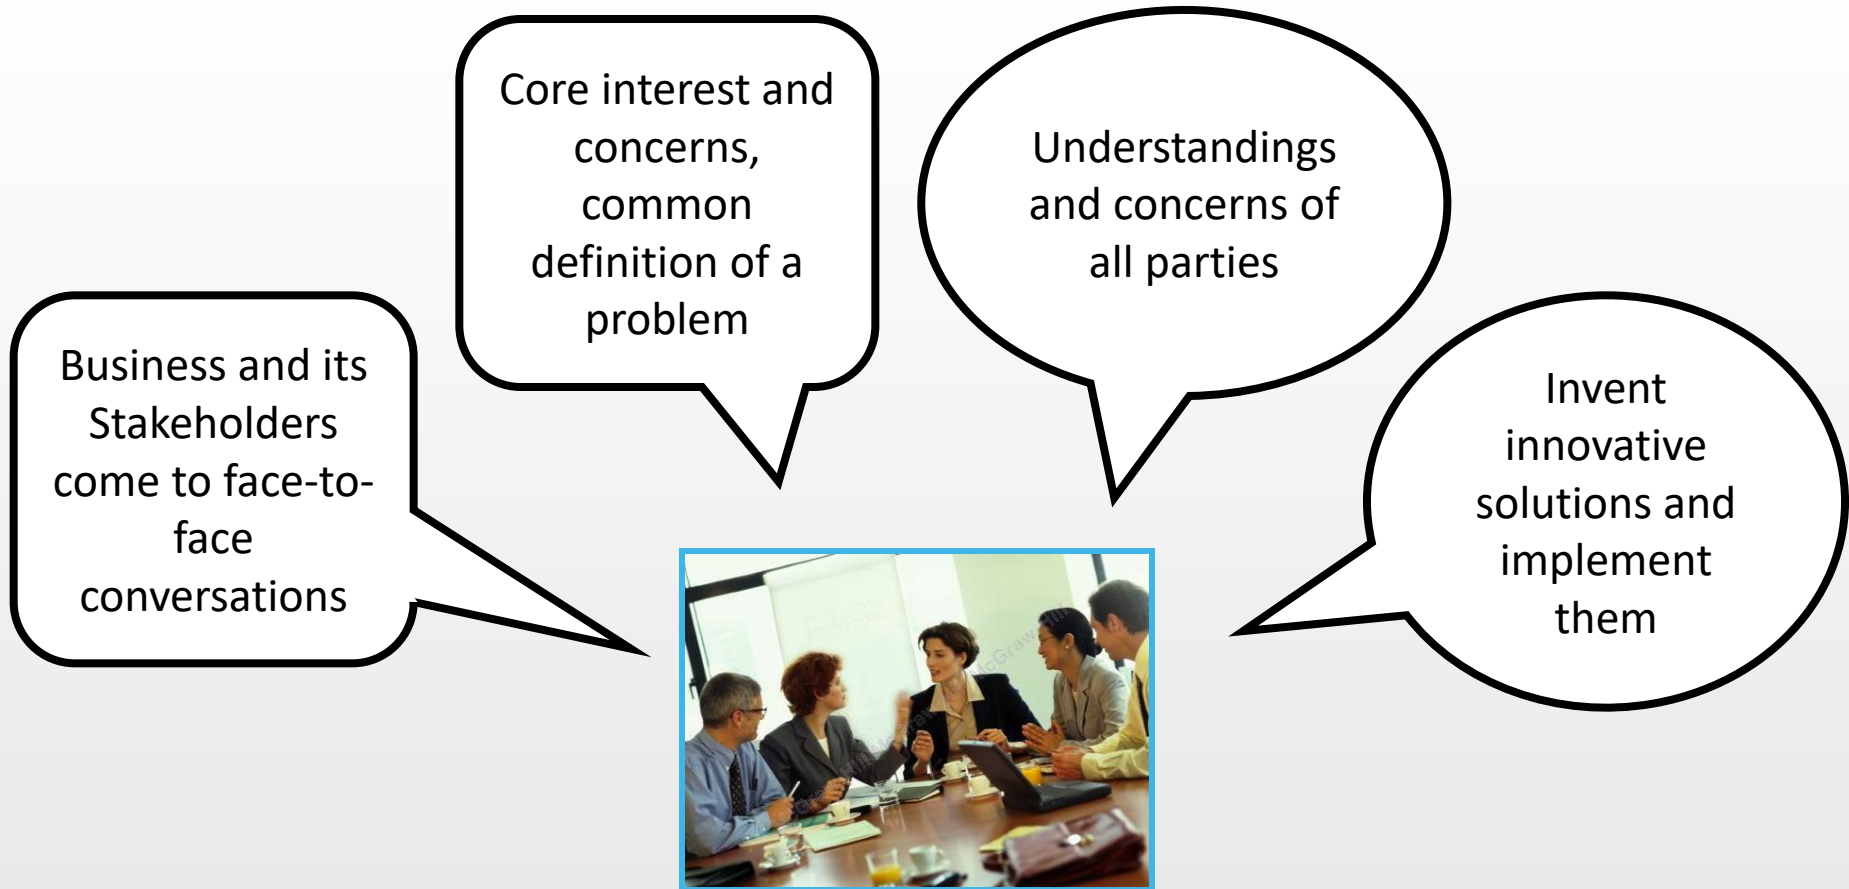 Core interest and
concerns,
common
definition of a
problem
Understandings
and concerns of
all parties
Business and its
Stakeholders
come to face-to-
face
conversations
Invent
innovative
solutions and
implement
them